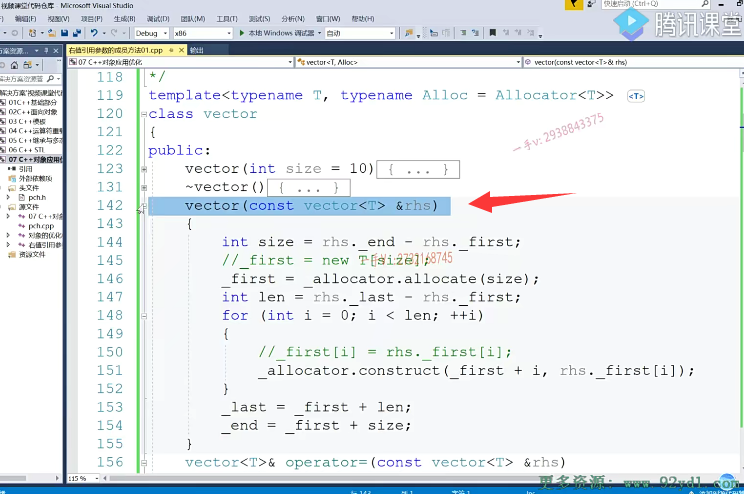 视频课堂代码仓库 - Microsoft Visual Studio
快速启动(Ctrl+Q)
腾讯课堂
编辑(E) 视图(V) 项目(P) 生成(B) 调试(D) 团队(M) 工具(T) 测试(S) 分析(N) 窗口(W) 帮助(H)
Debug x86 本地 Windows 调试器 自动
右值引用参数的成员方法01.cpp 输出
07 C++对象应用优化 vector<T, Alloc> vector(const vector<T>& rhs)
118 */
119 template<typename T, typename Alloc = Allocator<T>> <T>
120 class vector
121 {
122 public:
123 vector(int size = 10){ ... }
131 ~vector(){ ... }
142 vector(const vector<T> &rhs)
143 {
144 int size = rhs._end - rhs._first;
145 //_first = new T[size];
146 _first = _allocator.allocate(size);
147 int len = rhs._last - rhs._first;
148 for (int i = 0; i < len; ++i)
149 {
150 //_first[i] = rhs._first[i];
151 _allocator.construct(_first + i, rhs._first[i]);
152 }
153 _last = _first + len;
154 _end = _first + size;
155 }
156 vector<T>& operator=(const vector<T> &rhs)
115 %
一手v:2938843375
解决方案"视频课堂代
01C++基础部分
02C++面向对象
03 C++模板
04 C++运算符重
05 C++继承与多
06 C++ STL
07 C++对象应用优
引用
外部依赖项
头文件
pch.h
源文件
07 C++对
pch.cpp
对象的优化
右值引用参
资源文件
更多资源：www.92xdl.com